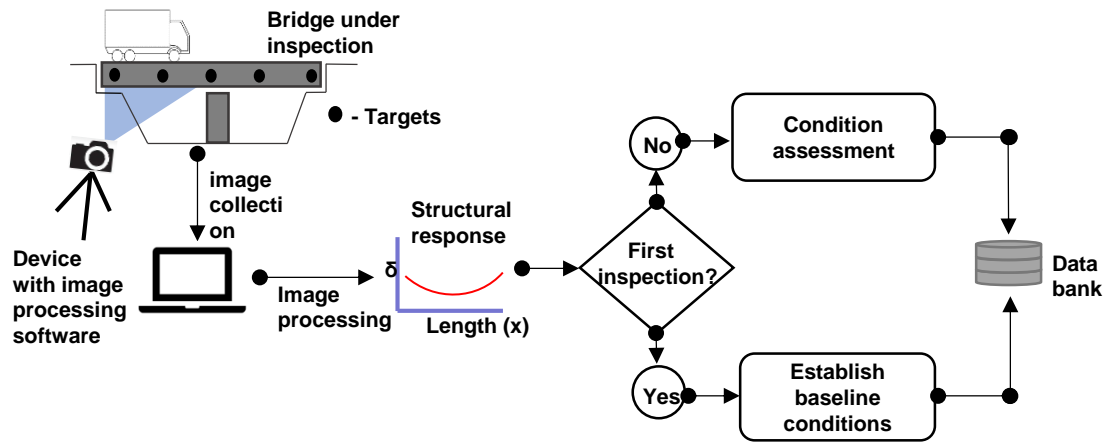 Bridge under
inspection
- Targets
image
collecti
on
Device
with image
processing
software
Image
processing
Structural
response
δ
Length (x)
First
inspection?
No
Condition
assessment
Yes
Establish
baseline
conditions
Data
bank